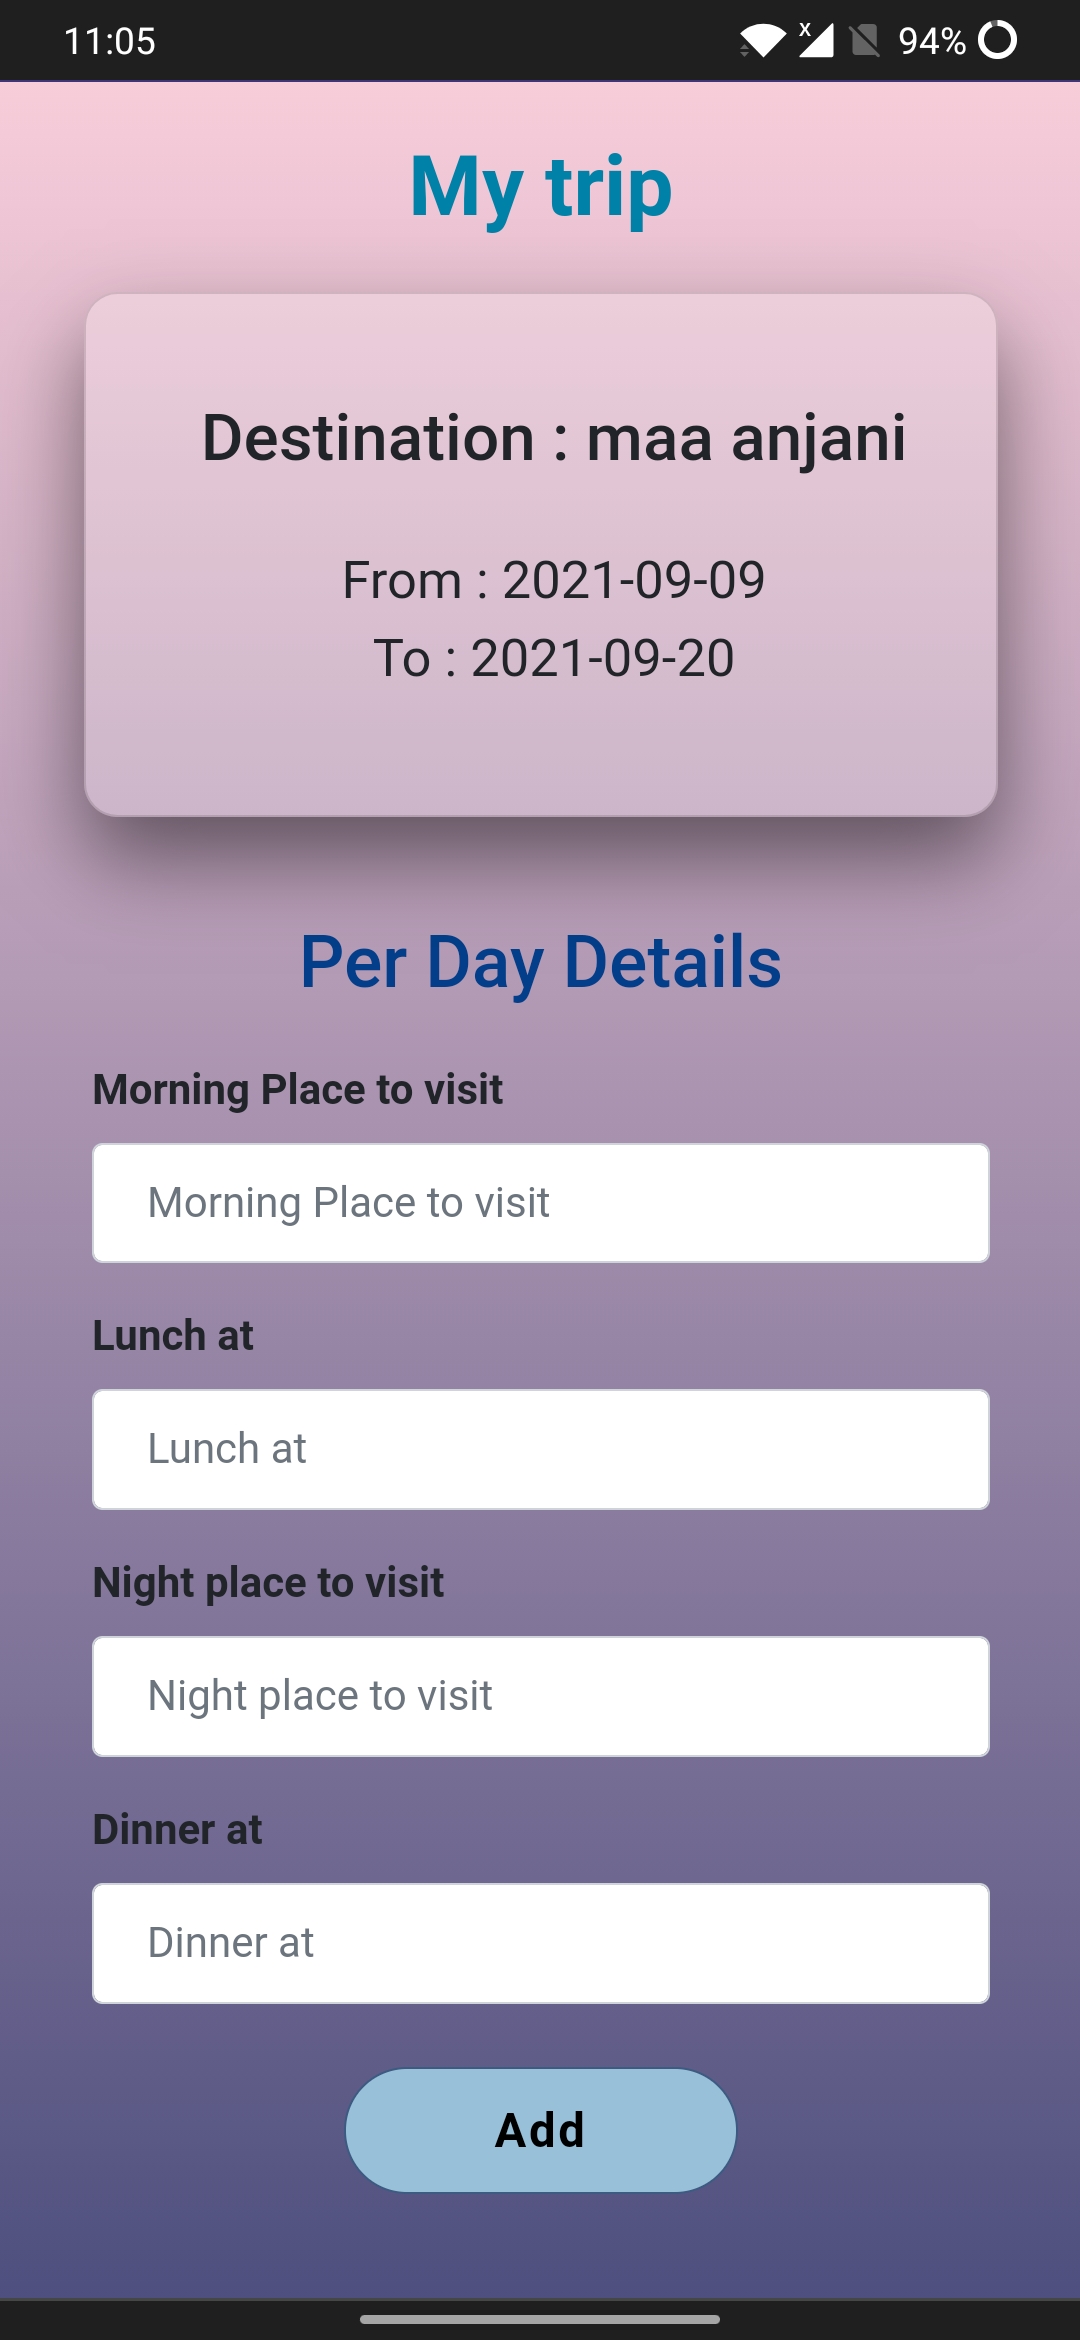 11:05
X 94%
My trip
Destination : maa anjani
From : 2021-09-09
To : 2021-09-20
Per Day Details
Morning Place to visit
Morning Place to visit
Lunch at
Lunch at
Night place to visit
Night place to visit
Dinner at
Dinner at
Add